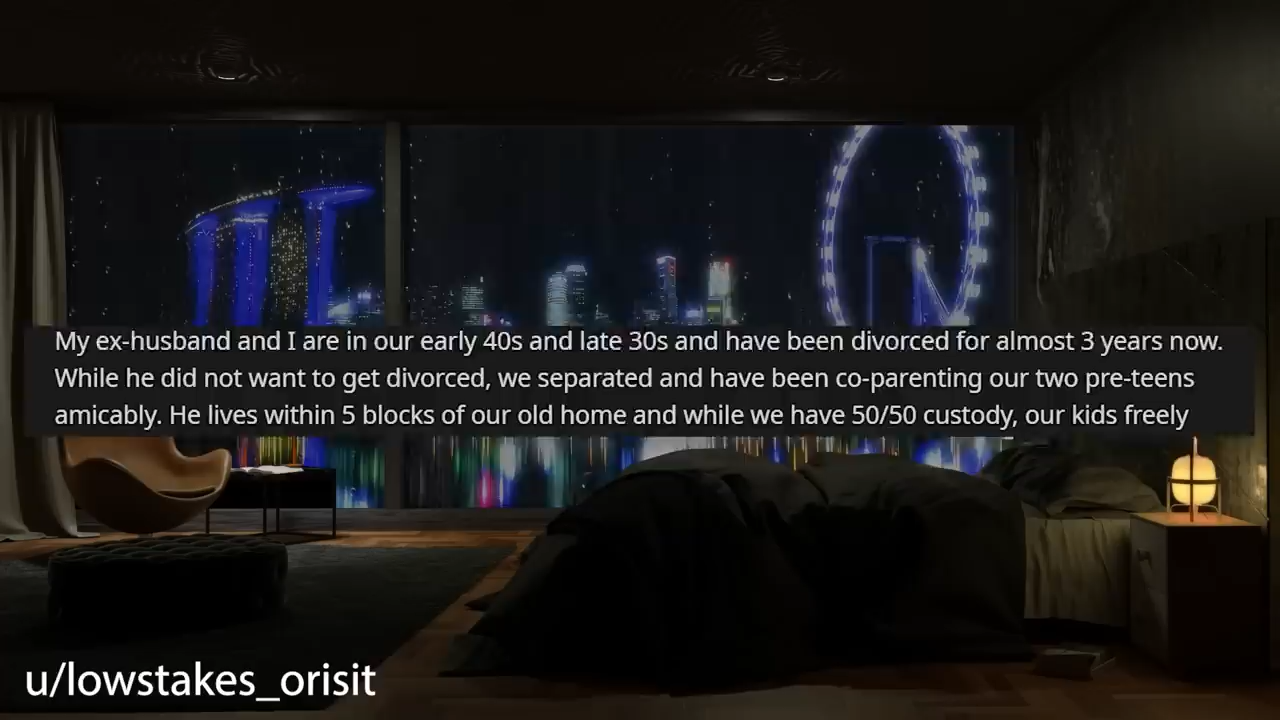 My ex-husband and I are in our early 40s and late 30s and have been divorced for almost 3 years now.
While he did not want to get divorced, we separated and have been co-parenting our two pre-teens
amicably. He lives within 5 blocks of our old home and while we have 50/50 custody, our kids freely
u/lowstakes_orisit